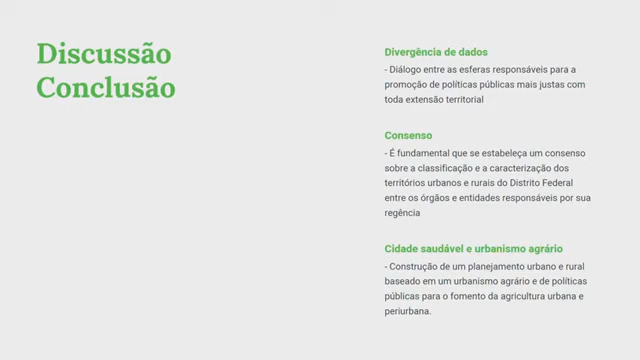 Discussão
Conclusão
Divergência de dados
- Diálogo entre as esferas responsáveis para a
promoção de políticas públicas mais justas com
toda extensão territorial
Consenso
- É fundamental que se estabeleça um consenso
sobre a classificação e a caracterização dos
territórios urbanos e rurais do Distrito Federal
entre os órgãos e entidades responsáveis por sua
regência
Cidade saudável e urbanismo agrário
- Construção de um planejamento urbano e rural
baseado em um urbanismo agrário e de políticas
públicas para o fomento da agricultura urbana e
periurbana.